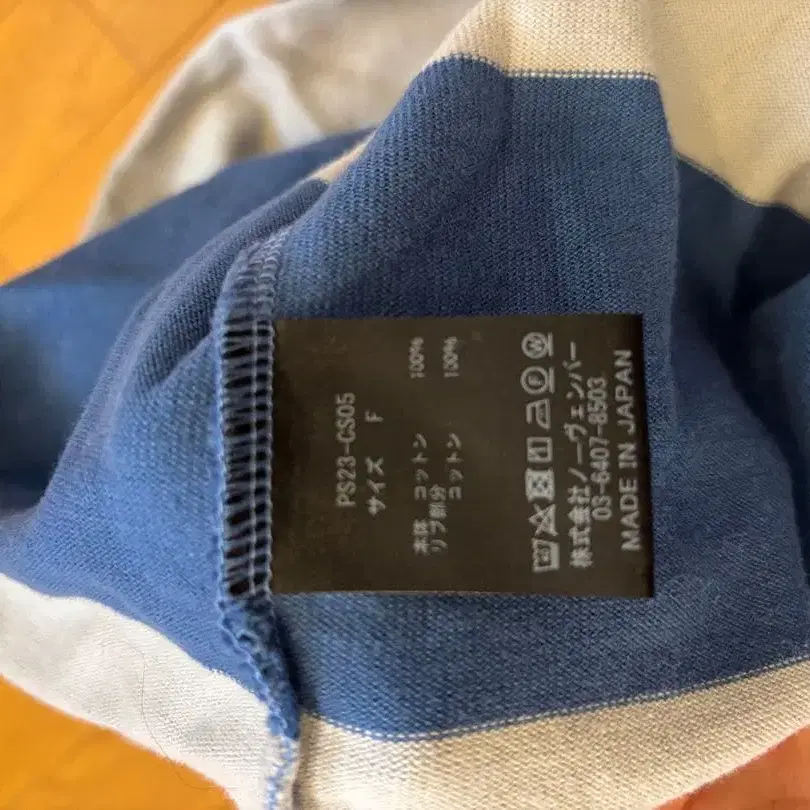 PS23-CS05
サイズ F
本体 コットン 100%
リブ部分
コットン 100%
株式会社ノーヴェンバー
03-6407-8503
MADE IN JAPAN